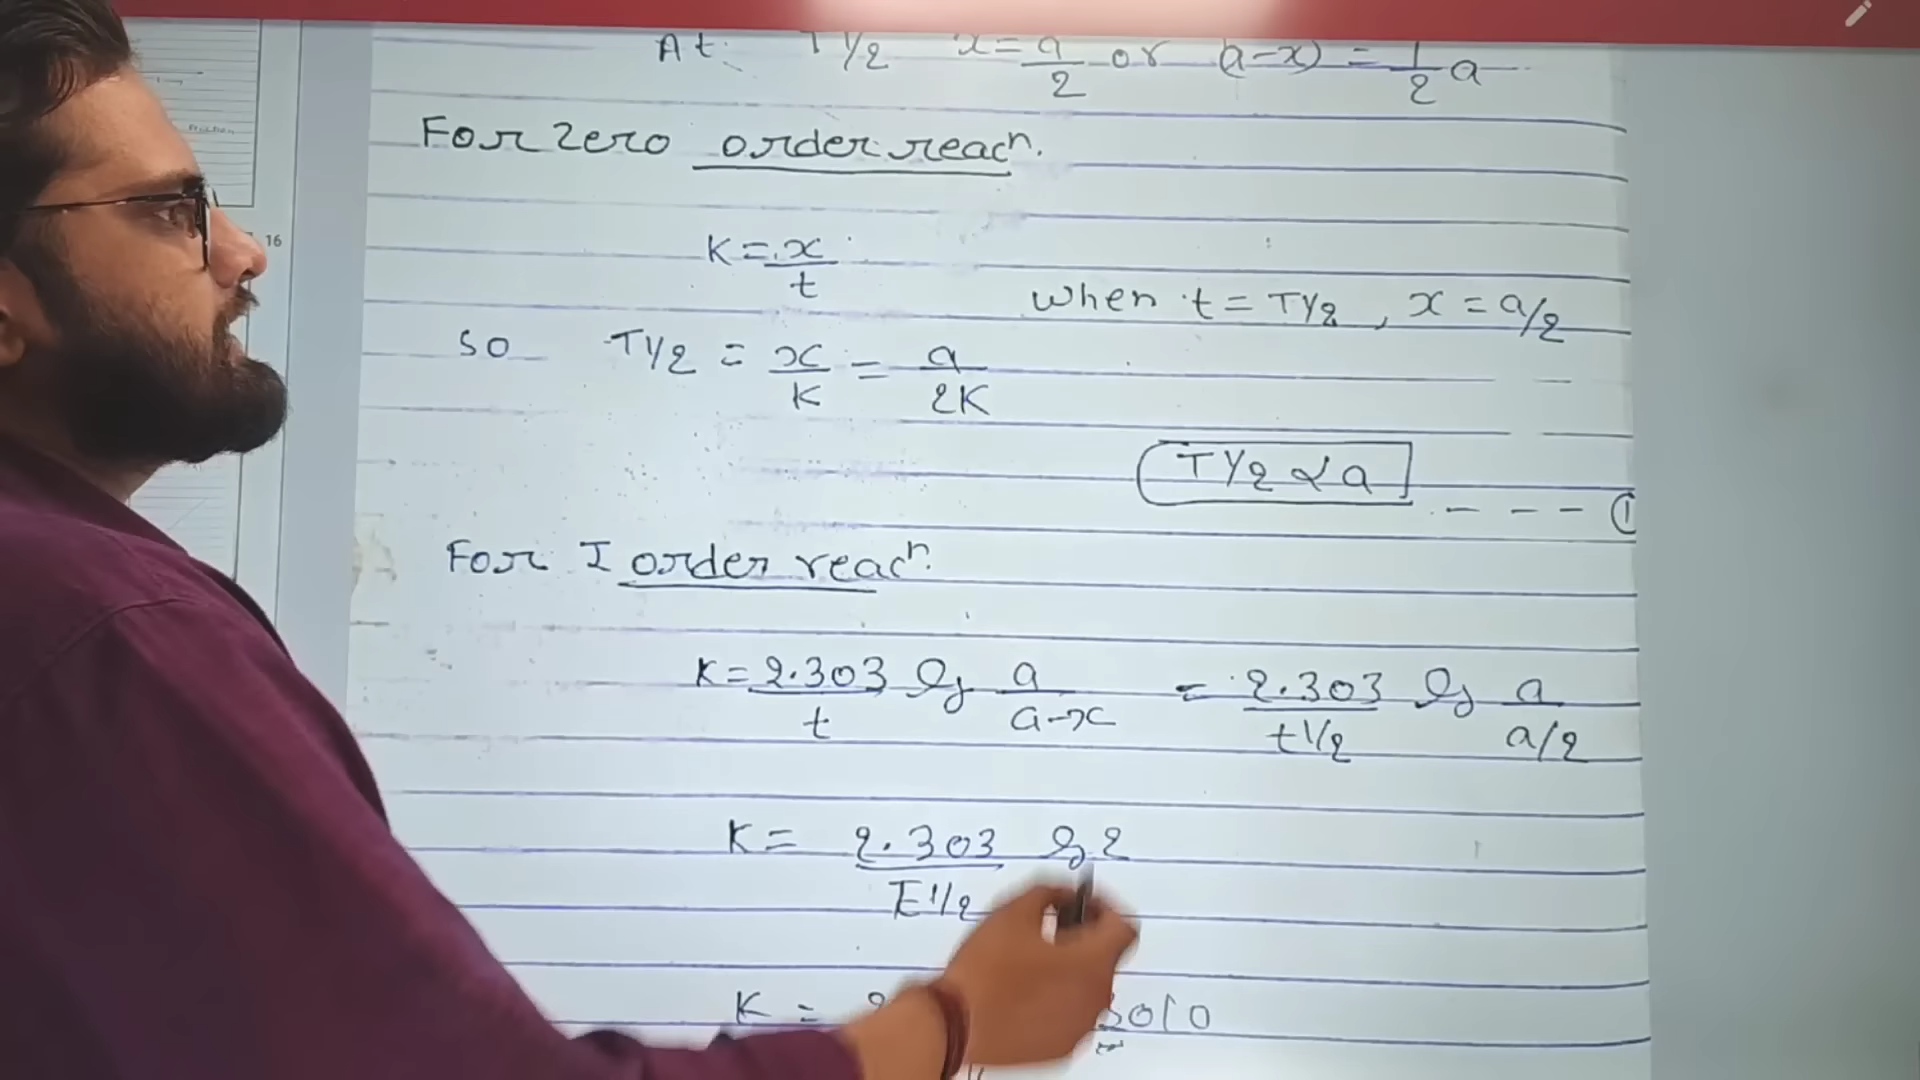 At T1/2 x = a/2 or (a-x) = 1/2 a
For zero order reacn.
16
K = x/t
When t = T1/2, x = a/2
so T1/2 = x/K = a/2K
T1/2 α a --- 1
For I order reacn.
K = 2.303/t log a/a-x = 2.303/t1/2 log a/a/2
K = 2.303/t1/2 log 2
K = 3010